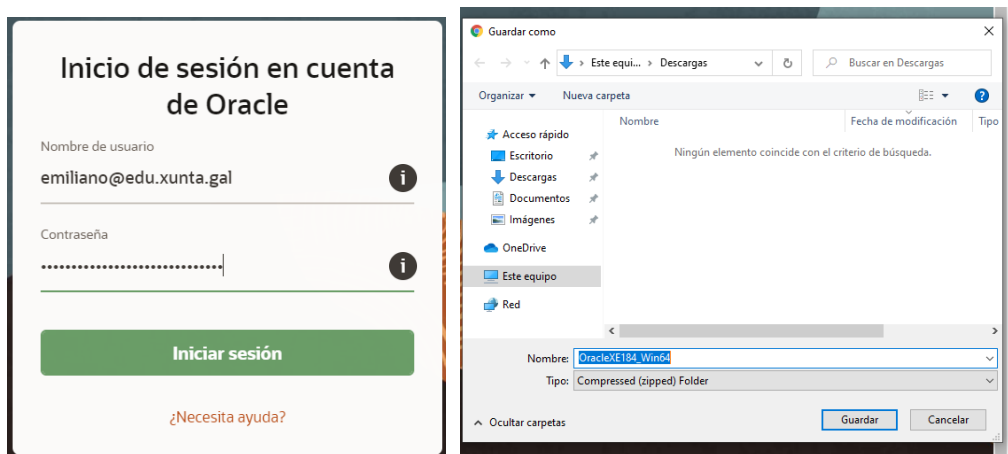 Inicio de sesión en cuenta
de Oracle
Nombre de usuario
emiliano@edu.xunta.gal
Contraseña
••••••••••••••••••••••••••••••
Iniciar sesión
¿Necesita ayuda?
Guardar como
Este equi... › Descargas
Buscar en Descargas
Organizar
Nueva carpeta
Nombre
Fecha de modificación
Tipo
Ningún elemento coincide con el criterio de búsqueda.
Acceso rápido
Escritorio
Descargas
Documentos
Imágenes
OneDrive
Este equipo
Red
Nombre: OracleXE184_Win64
Tipo: Compressed (zipped) Folder
Ocultar carpetas
Guardar
Cancelar